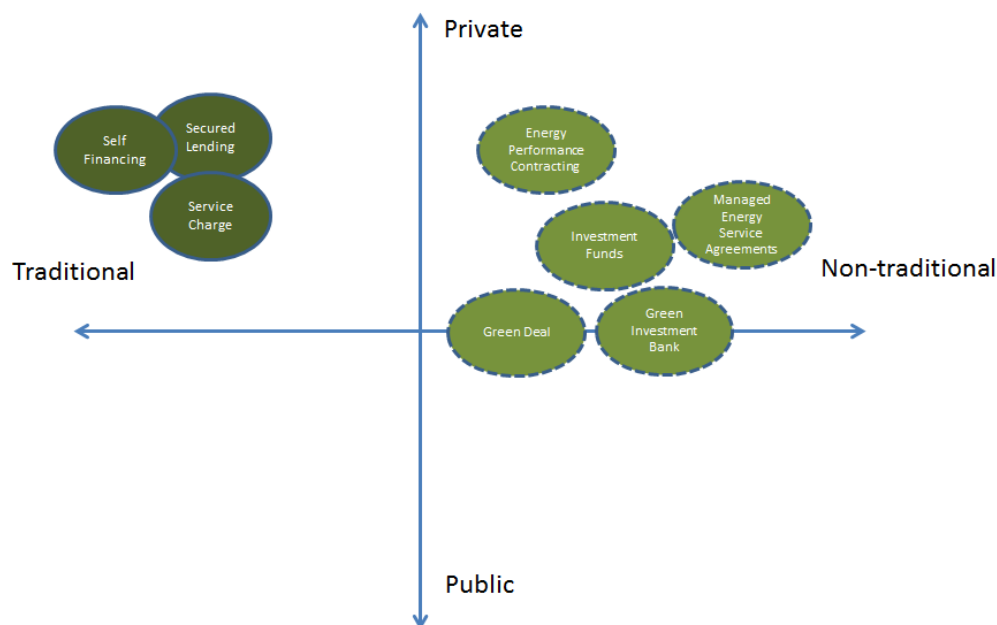 Private
Self
Financing
Secured
Lending
Service
Charge
Energy
Performance
Contracting
Managed
Energy
Service
Agreements
Investment
Funds
Traditional
Non-traditional
Green Deal
Green
Investment
Bank
Public